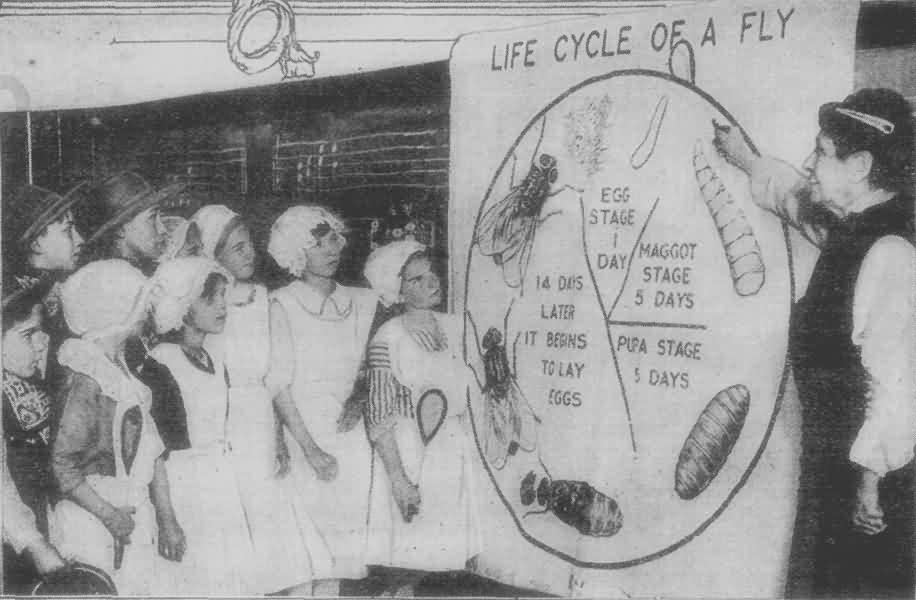 LIFE CYCLE OF A FLY
EGG
STAGE
1
DAY
MAGGOT
STAGE
5 DAYS
PUPA STAGE
5 DAYS
14 DAYS
LATER
IT BEGINS
TO LAY
EGGS